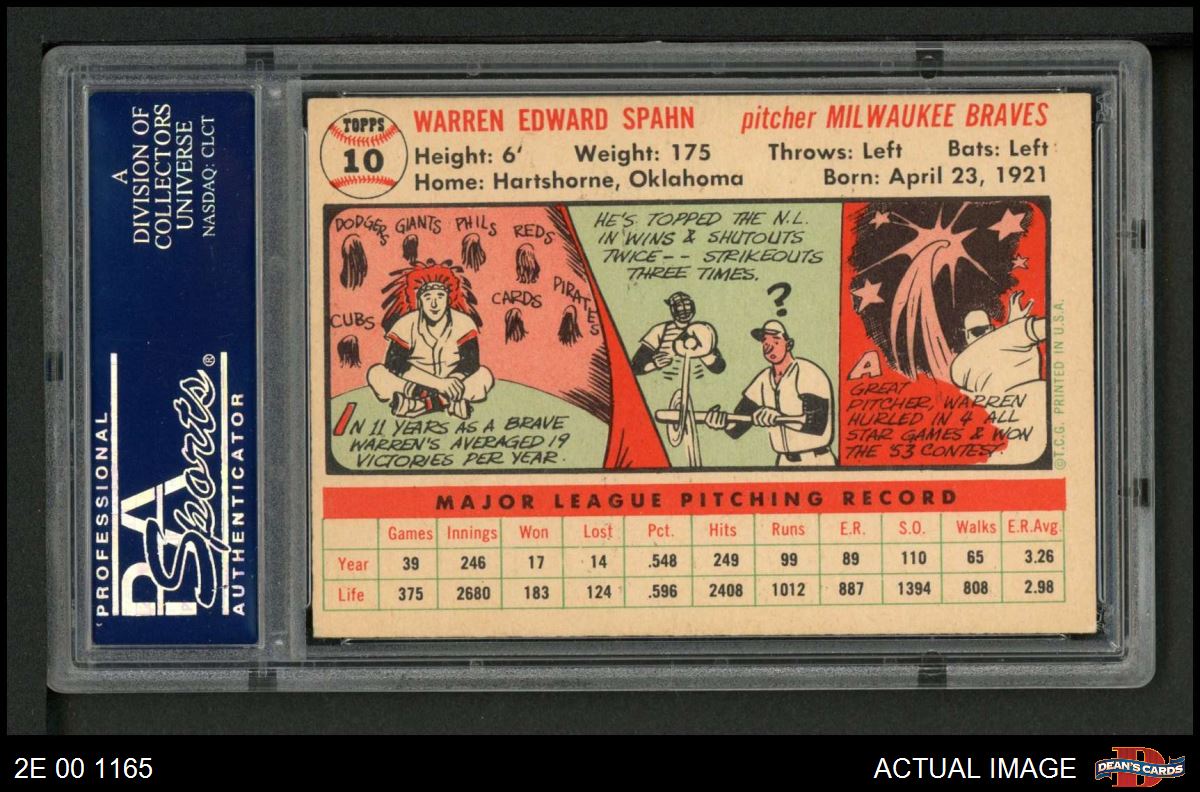 A
DIVISION OF
COLLECTORS
UNIVERSE
NASDAQ: CLCT
PROFESSIONAL
PSA
Sports®
AUTHENTICATOR
TOPPS
10
WARREN EDWARD SPAHN pitcher MILWAUKEE BRAVES
Height: 6' Weight: 175 Throws: Left Bats: Left
Home: Hartshorne, Oklahoma Born: April 23, 1921
DODGERS GIANTS PHILS REDS
CARDS PIRATES
CUBS
IN 11 YEARS AS A BRAVE
WARREN'S AVERAGED 19
VICTORIES PER YEAR.
HE'S TOPPED THE N.L.
IN WINS & SHUTOUTS
TWICE-- STRIKEOUTS
THREE TIMES.
?
A
GREAT
PITCHER, WARREN
HURLED IN 4 ALL
STAR GAMES & WON
THE '53 CONTEST.
©T.C.G. PRINTED IN U.S.A.
MAJOR LEAGUE PITCHING RECORD
Games Innings Won Lost Pct. Hits Runs E.R. S.O. Walks E.R.Avg.
Year 39 246 17 14 .548 249 99 89 110 65 3.26
Life 375 2680 183 124 .596 2408 1012 887 1394 808 2.98
2E 00 1165
ACTUAL IMAGE
D
DEAN'S CARDS